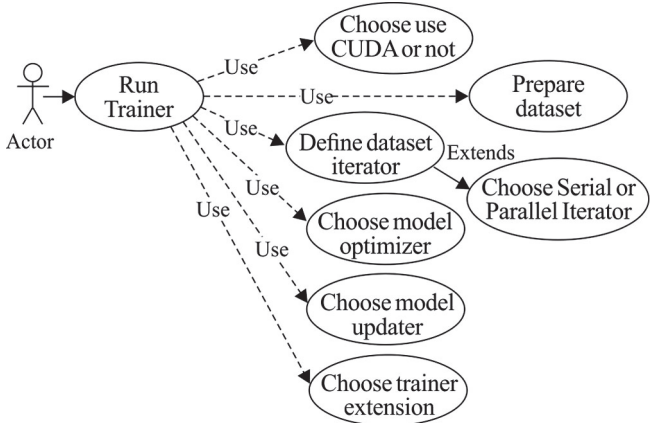 Choose use
CUDA or not
Use
Run
Trainer
Use
Prepare
dataset
Actor
Use
Define dataset
iterator
Extends
Choose Serial or
Parallel Iterator
Use
Choose model
optimizer
Use
Use
Choose model
updater
Choose trainer
extension